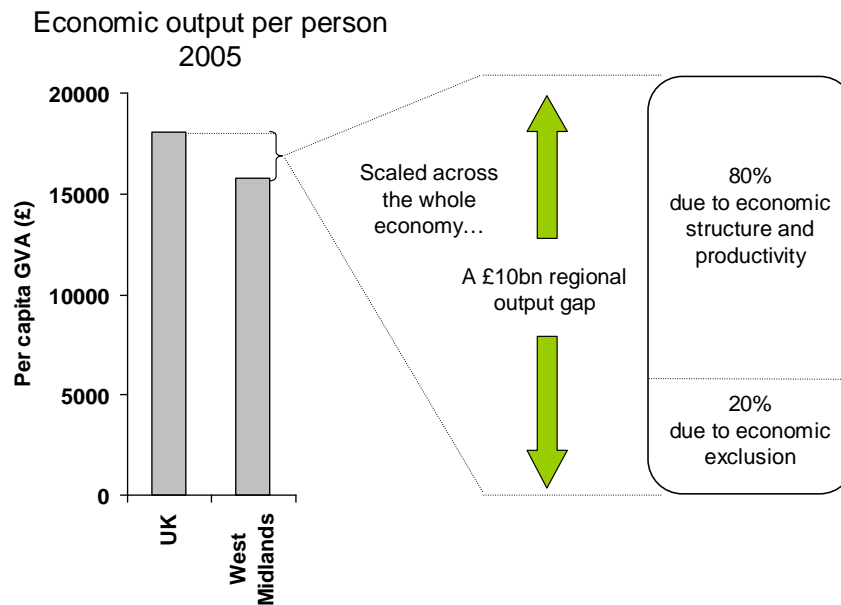 Economic output per person
2005
Per capita GVA (£)
20000
15000
10000
5000
0
UK
West
Midlands
Scaled across
the whole
economy…
A £10bn regional
output gap
80%
due to economic
structure and
productivity
20%
due to economic
exclusion